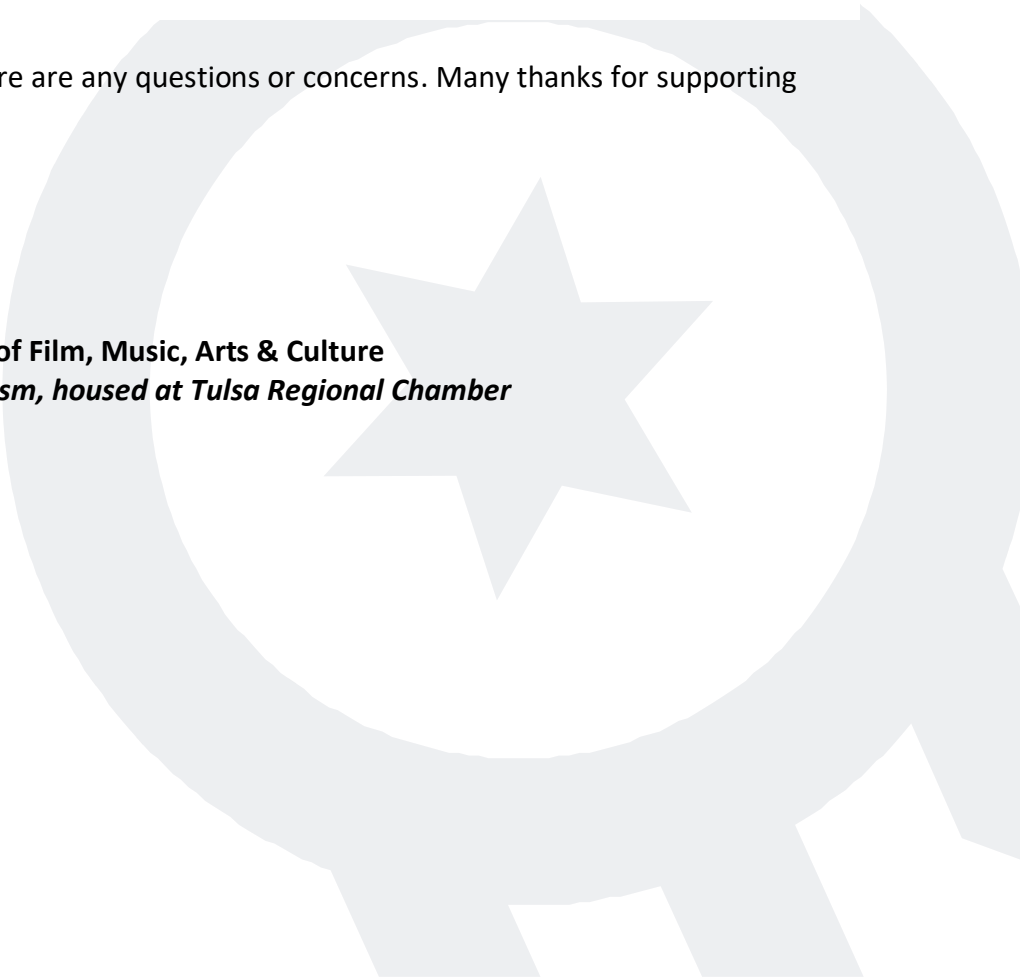 re are any questions or concerns. Many thanks for supporting
of Film, Music, Arts & Culture
sm, housed at Tulsa Regional Chamber